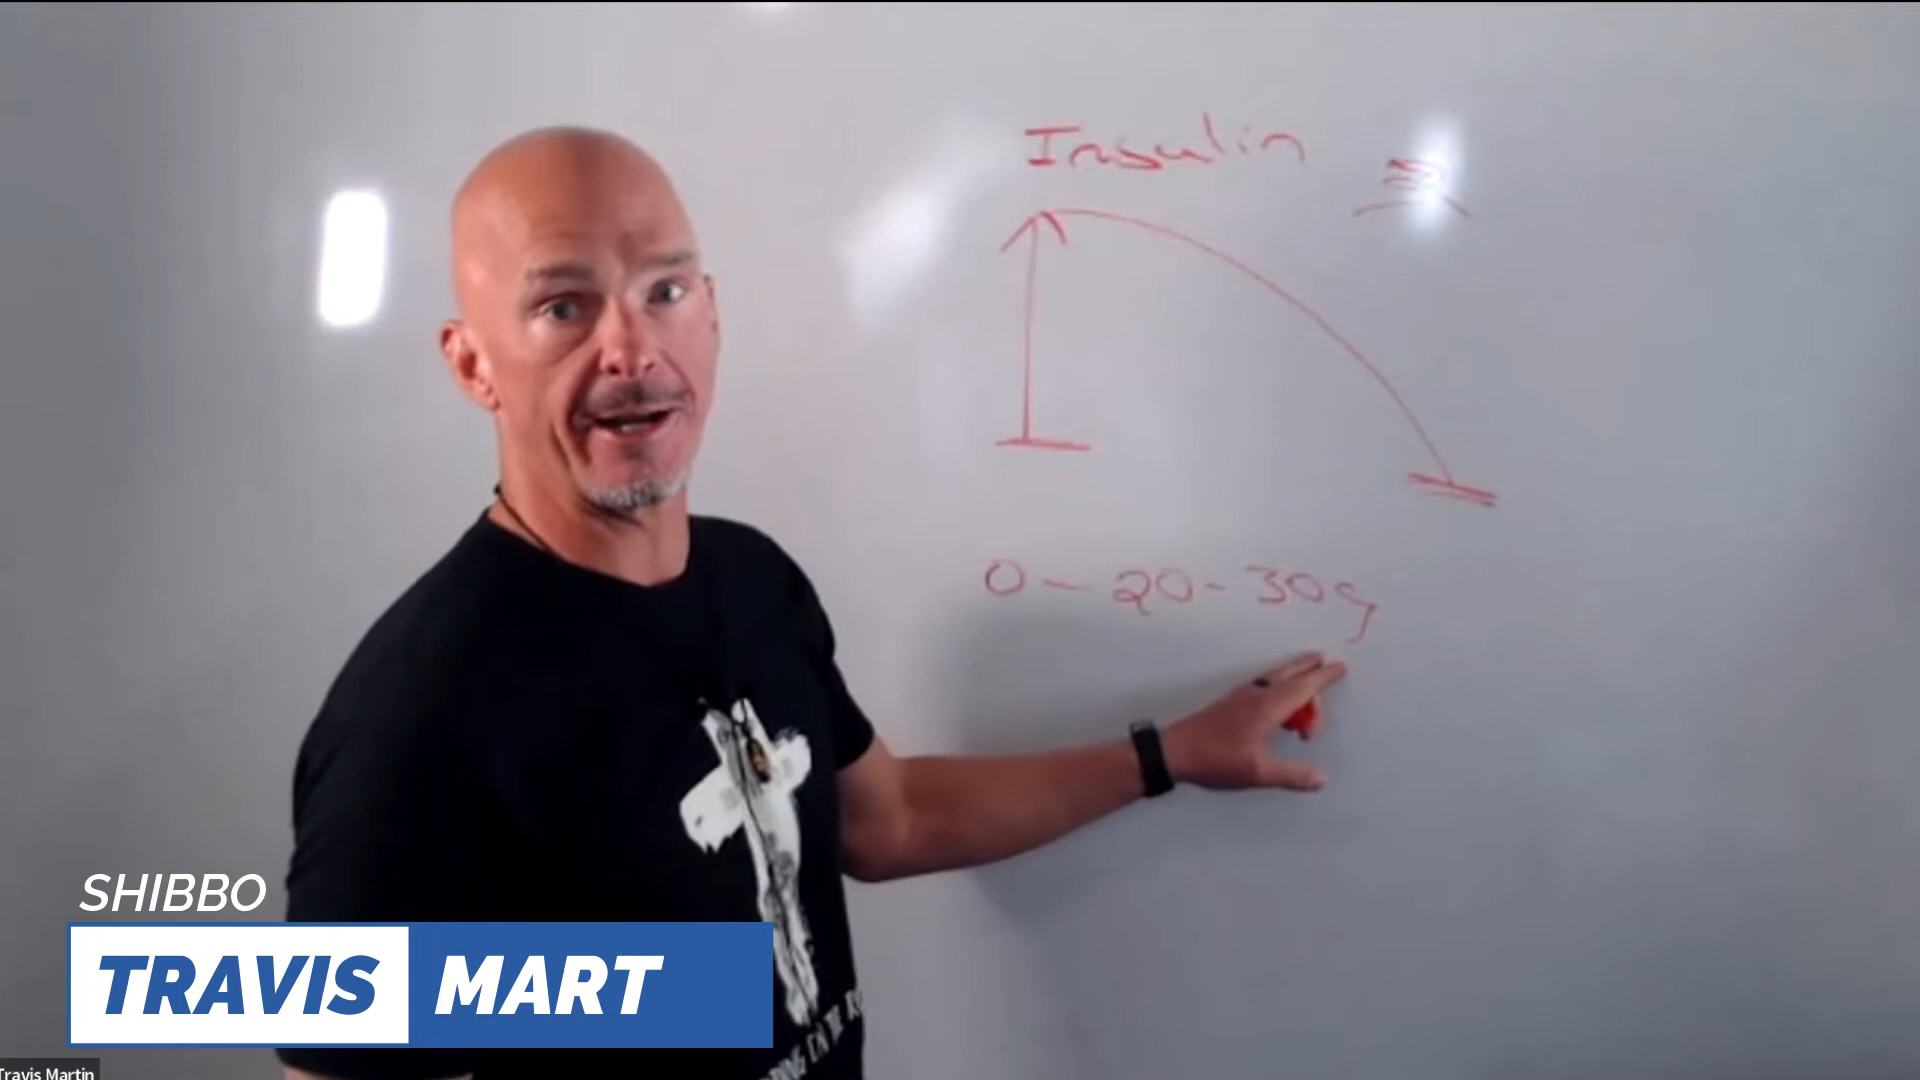 Insulin
0 - 20 - 30g
SHIBBO
TRAVIS MART
Travis Martin